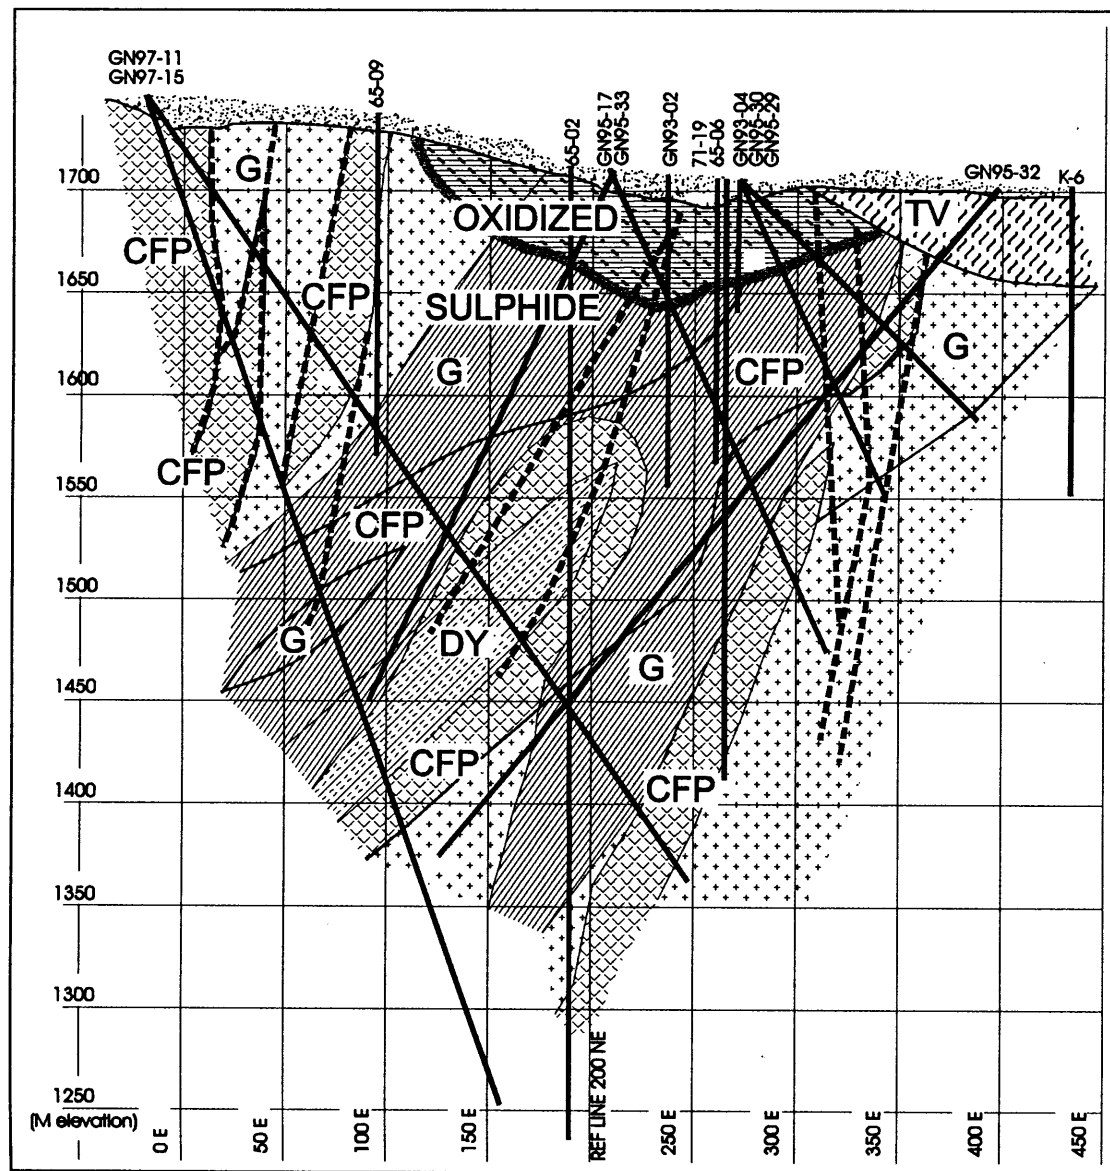 GN97-11
GN97-15
65-09
65-02
GN95-17
GN95-33
GN93-02
71-19
65-06
GN93-04
GN95-30
GN95-29
GN95-32
K-6
1700
G
OXIDIZED
TV
CFP
1650
CFP
SULPHIDE
G
CFP
G
1600
CFP
1550
CFP
1500
G
DY
G
1450
CFP
CFP
1400
1350
1300
1250
(M elevation)
0 E
50 E
100 E
150 E
REF LINE 200 NE
250 E
300 E
350 E
400 E
450 E